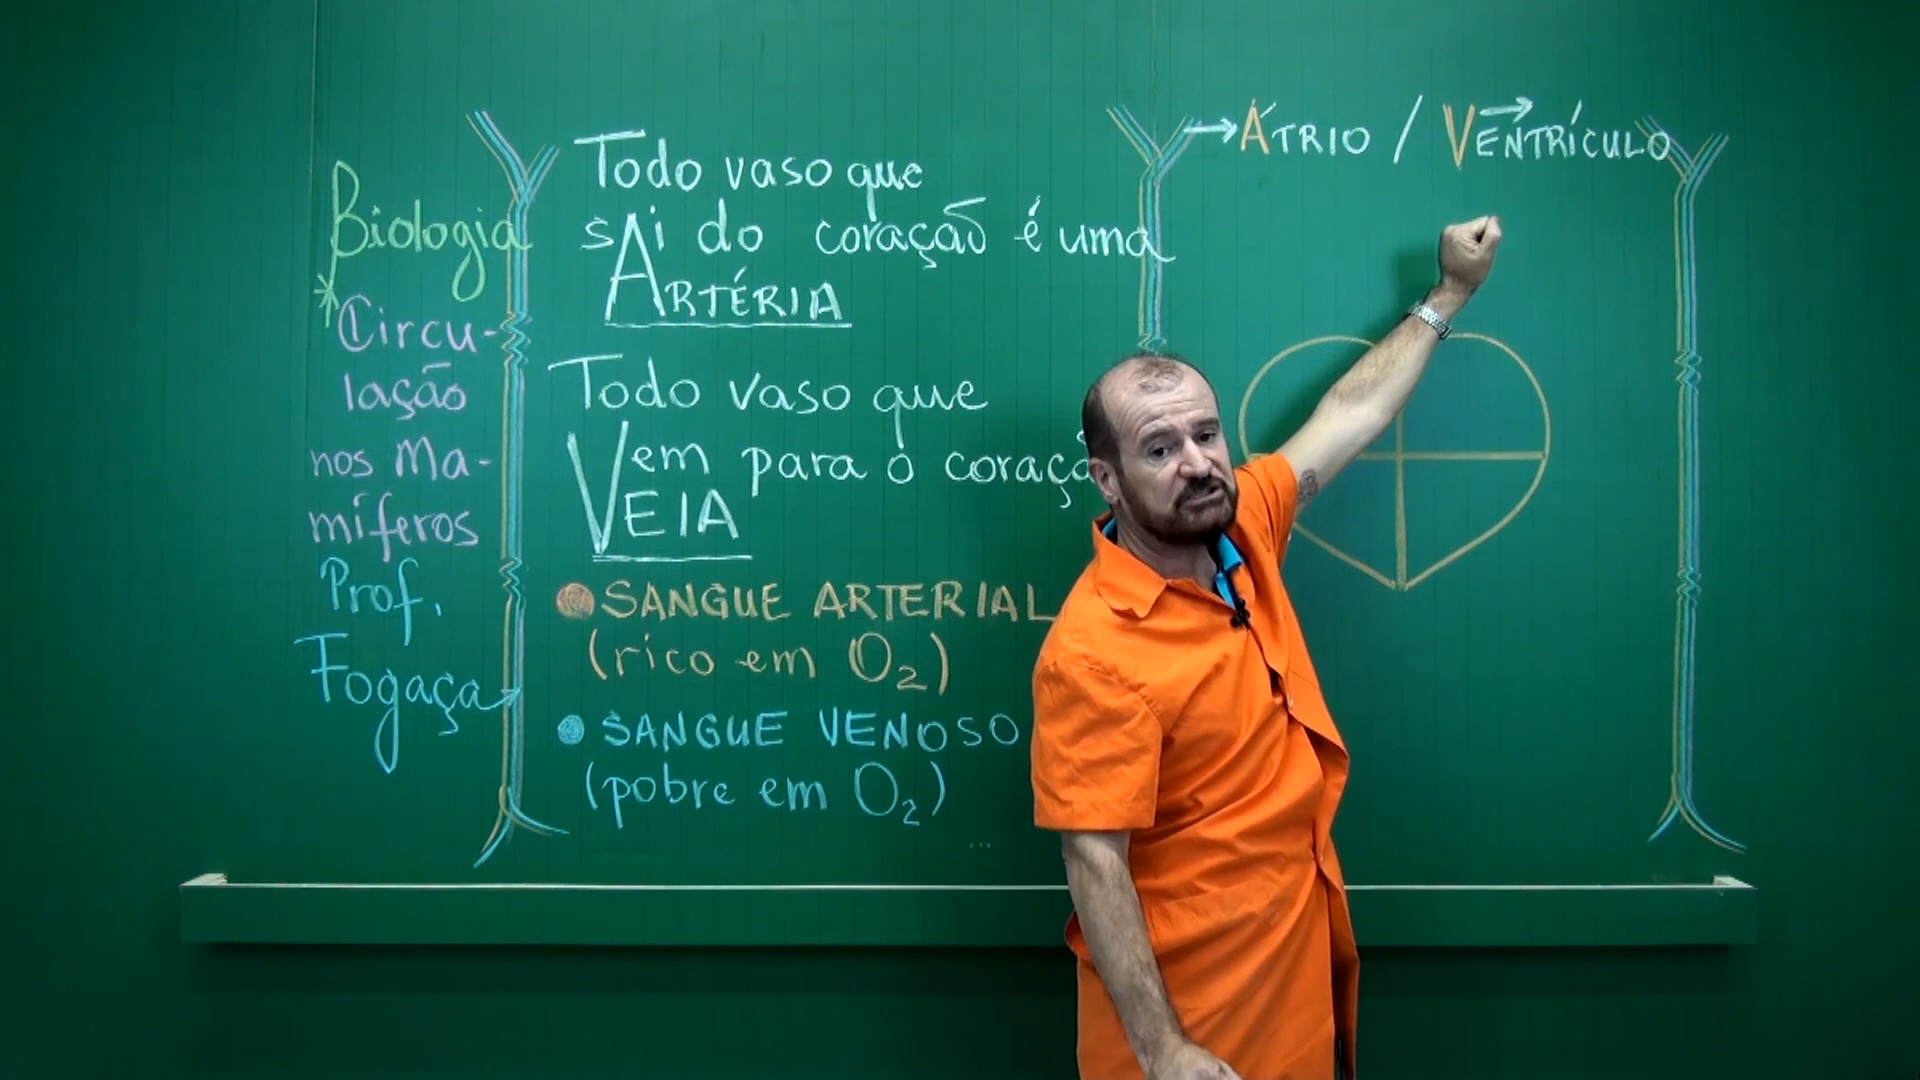 Biologia
Circu-
lação
nos Ma-
míferos
Prof.
Fogaça
Todo vaso que
sAi do coração é uma
ARTÉRIA
Todo vaso que
Vem para o coraçã
VEIA
SANGUE ARTERIAL
(rico em O₂)
SANGUE VENOSO
(pobre em O₂)
...
→ ÁTRIO / VENTRÍCULO